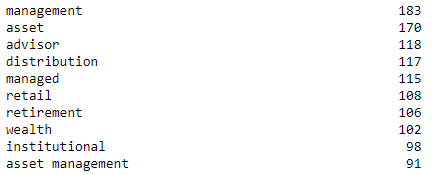 management 183
asset 170
advisor 118
distribution 117
managed 115
retail 108
retirement 106
wealth 102
institutional 98
asset management 91